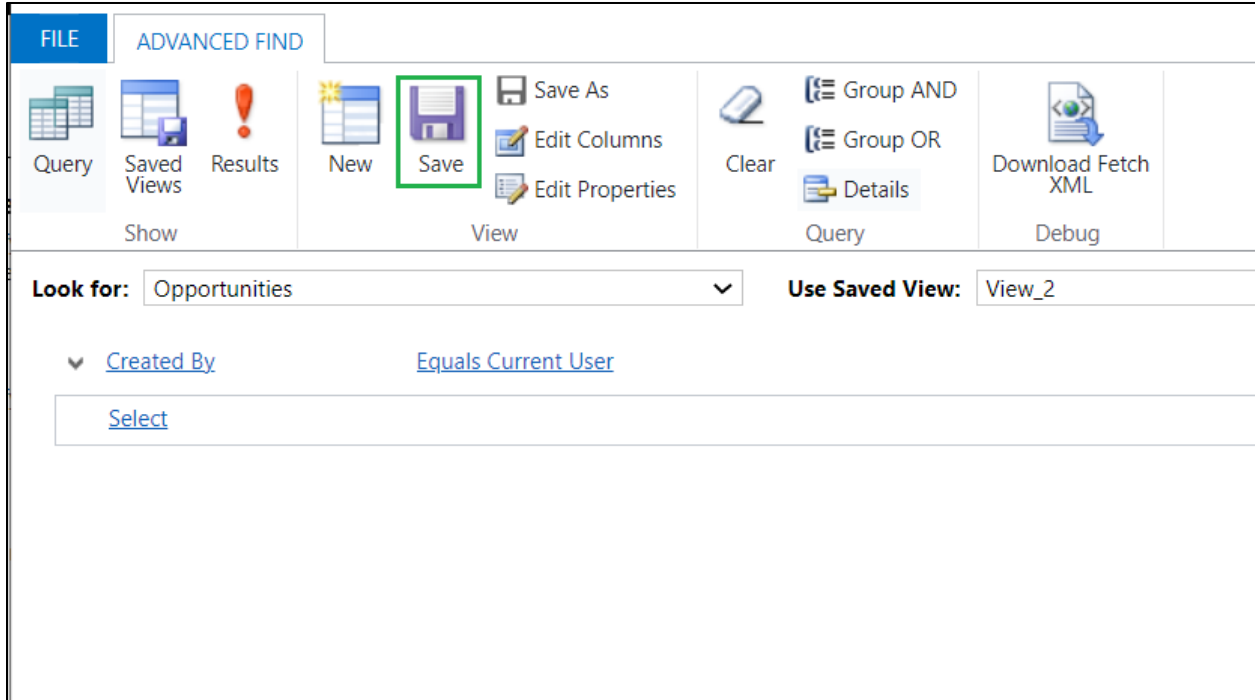 FILE
ADVANCED FIND
Query
Saved
Views
Results
Show
New
Save
Save As
Edit Columns
Edit Properties
View
Clear
Group AND
Group OR
Details
Query
Download Fetch
XML
Debug
Look for: Opportunities
Use Saved View: View_2
Created By Equals Current User
Select